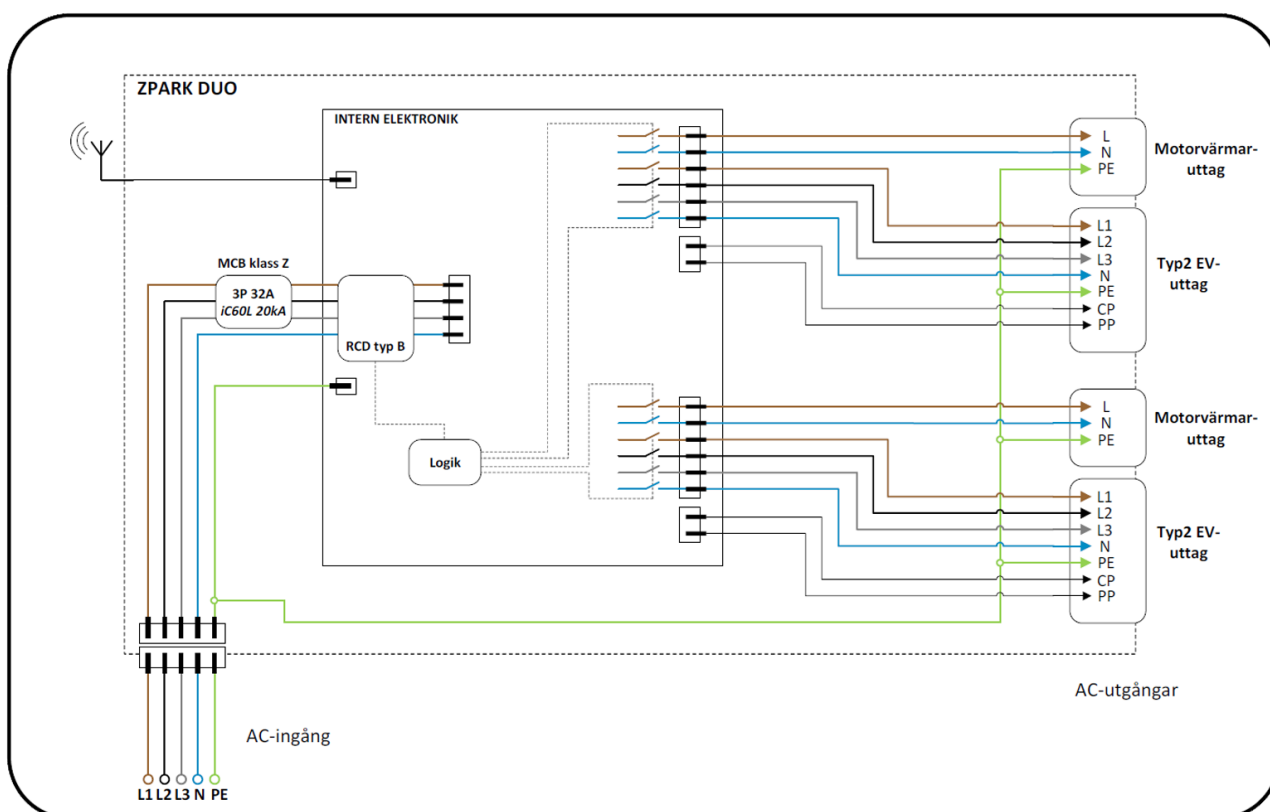 ZPARK DUO
INTERN ELEKTRONIK
L
N
PE
Motorvärmar-
uttag
L1
L2
L3
N
PE
CP
PP
Typ2 EV-
uttag
MCB klass Z
3P 32A
iC60L 20kA
RCD typ B
Logik
L
N
PE
Motorvärmar-
uttag
L1
L2
L3
N
PE
CP
PP
Typ2 EV-
uttag
AC-utgångar
AC-ingång
L1 L2 L3 N PE